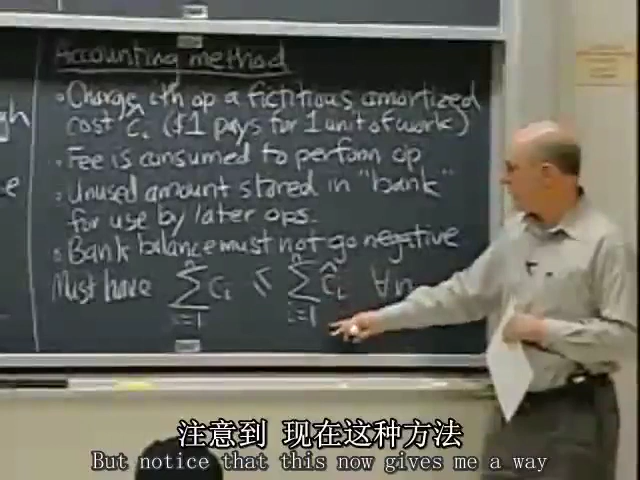 Accounting method
• Charge ith op a fictitious amortized
cost ĉᵢ ($1 pays for 1 unit of work)
• Fee is consumed to perform op
• Unused amount stored in "bank"
for use by later ops.
• Bank balance must not go negative
Must have ∑ᵢ₌₁ⁿ cᵢ ≤ ∑ᵢ₌₁ⁿ ĉᵢ ∀n
注意到 现在这种方法
But notice that this now gives me a way